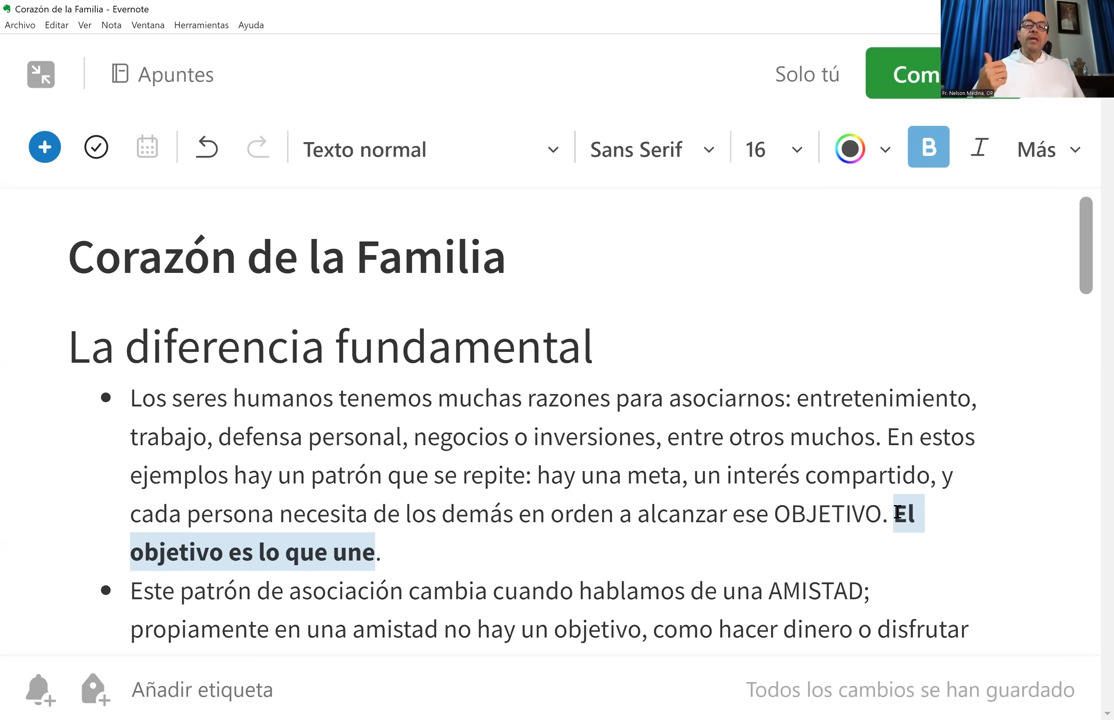 Corazón de la Familia - Evernote
Archivo Editar Ver Nota Ventana Herramientas Ayuda
Apuntes
Solo tú
Com
Fr. Nelson Medina, OP
Texto normal
Sans Serif
16
B
I
Más
Corazón de la Familia
La diferencia fundamental
Los seres humanos tenemos muchas razones para asociarnos: entretenimiento,
trabajo, defensa personal, negocios o inversiones, entre otros muchos. En estos
ejemplos hay un patrón que se repite: hay una meta, un interés compartido, y
cada persona necesita de los demás en orden a alcanzar ese OBJETIVO. El
objetivo es lo que une.
Este patrón de asociación cambia cuando hablamos de una AMISTAD;
propiamente en una amistad no hay un objetivo, como hacer dinero o disfrutar
Añadir etiqueta
Todos los cambios se han guardado